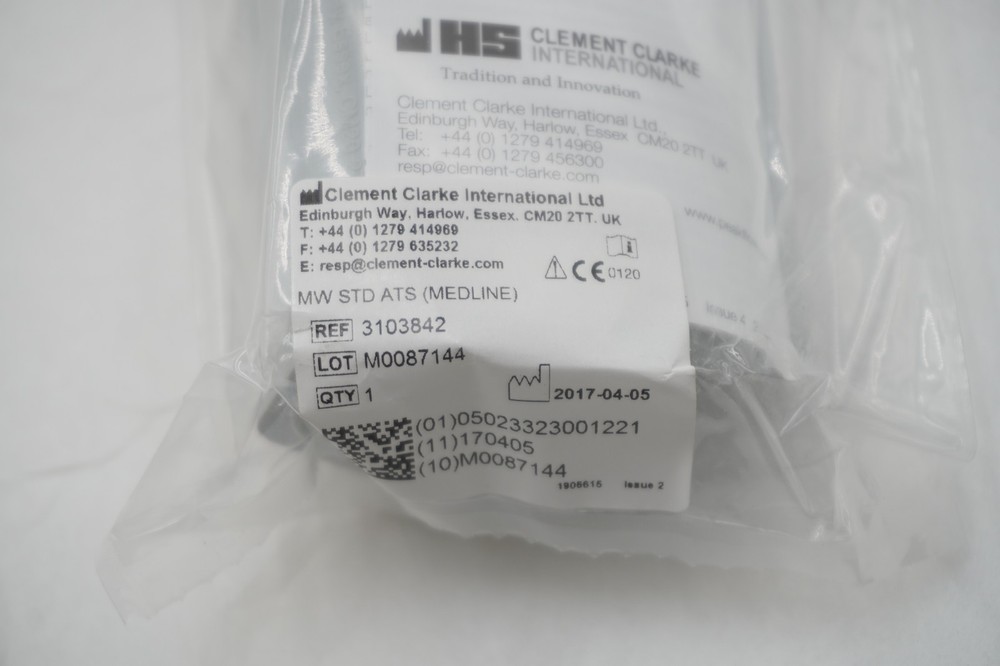 HS CLEMENT CLARKE
INTERNATIONAL
Tradition and Innovation
Clement Clarke International Ltd.,
Edinburgh Way, Harlow, Essex. CM20 2TT. UK
Tel: +44 (0) 1279 414969
Fax: +44 (0) 1279 456300
resp@clement-clarke.com
Clement Clarke International Ltd
Edinburgh Way, Harlow, Essex. CM20 2TT. UK
T: +44 (0) 1279 414969
F: +44 (0) 1279 635232
E: resp@clement-clarke.com
CE 0120
MW STD ATS (MEDLINE)
REF 3103842
LOT M0087144
QTY 1
2017-04-05
(01)05023323001221
(11)170405
(10)M0087144
1906615 Issue 2
Issue 4